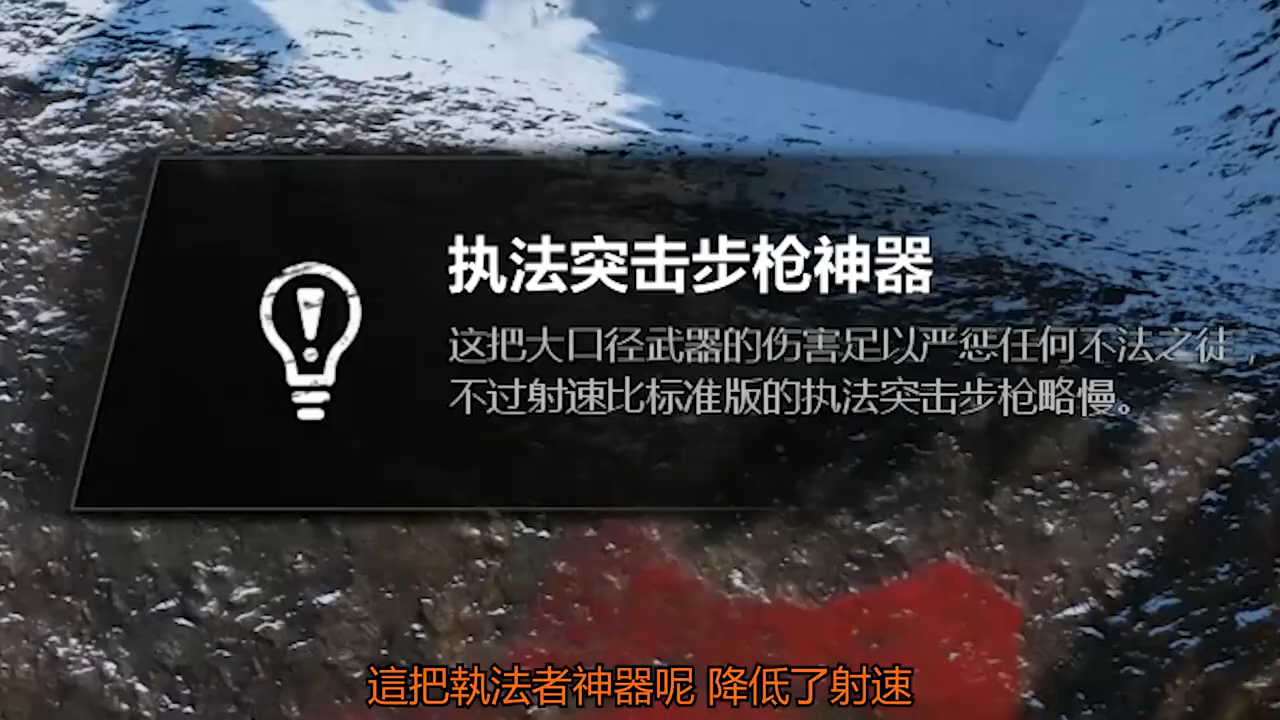 执法突击步枪神器
这把大口径武器的伤害足以严惩任何不法之徒，
不过射速比标准版的执法突击步枪略慢。
這把執法者神器呢 降低了射速